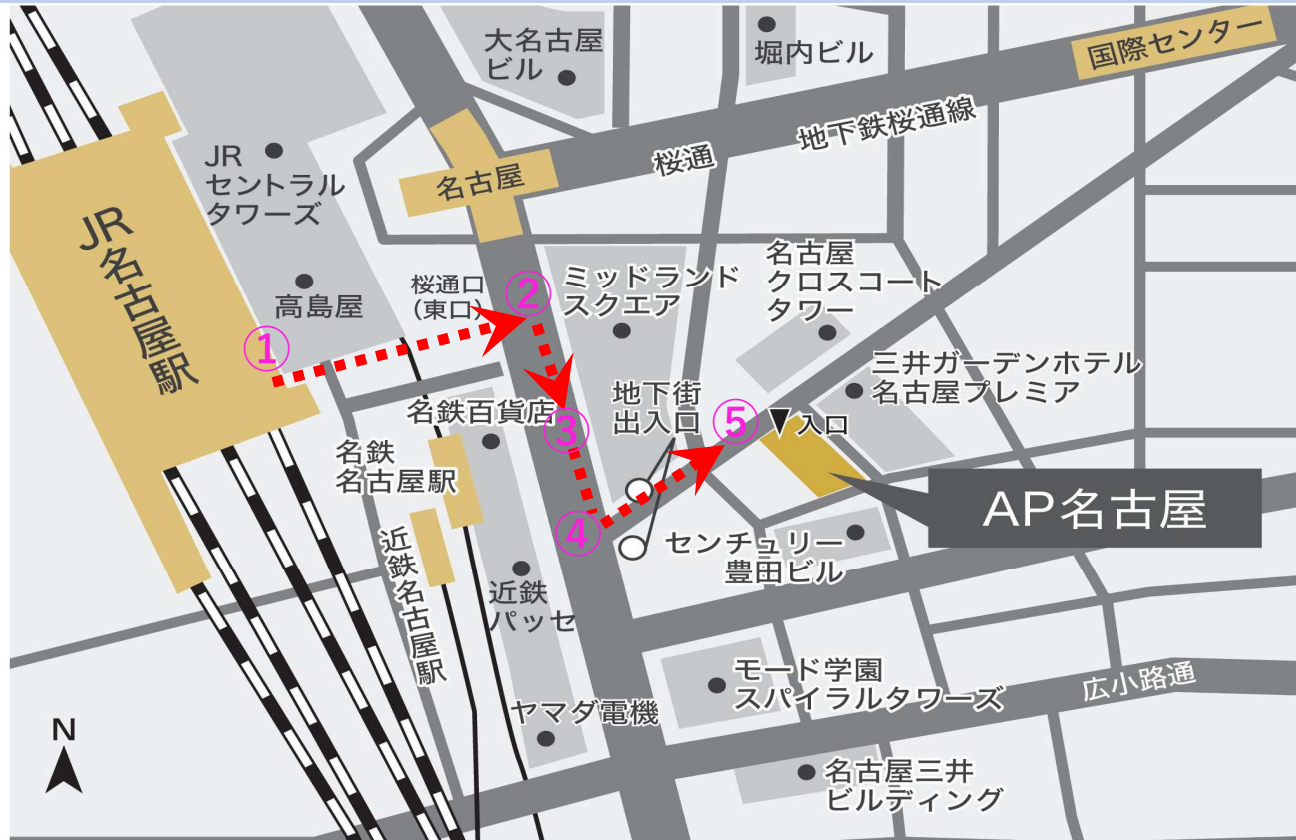 大名古屋
ビル
堀内ビル
国際センター
地下鉄桜通線
桜通
JR
セントラル
タワーズ
名古屋
JR名古屋駅
高島屋
桜通口
(東口)
①
②
ミッドランド
スクエア
名古屋
クロスコート
タワー
三井ガーデンホテル
名古屋プレミア
名鉄百貨店
③
地下街
出入口
⑤
▼入口
名鉄
名古屋駅
AP名古屋
④
センチュリー
豊田ビル
近鉄名古屋駅
近鉄
パッセ
モード学園
スパイラルタワーズ
広小路通
ヤマダ電機
N
名古屋三井
ビルディング